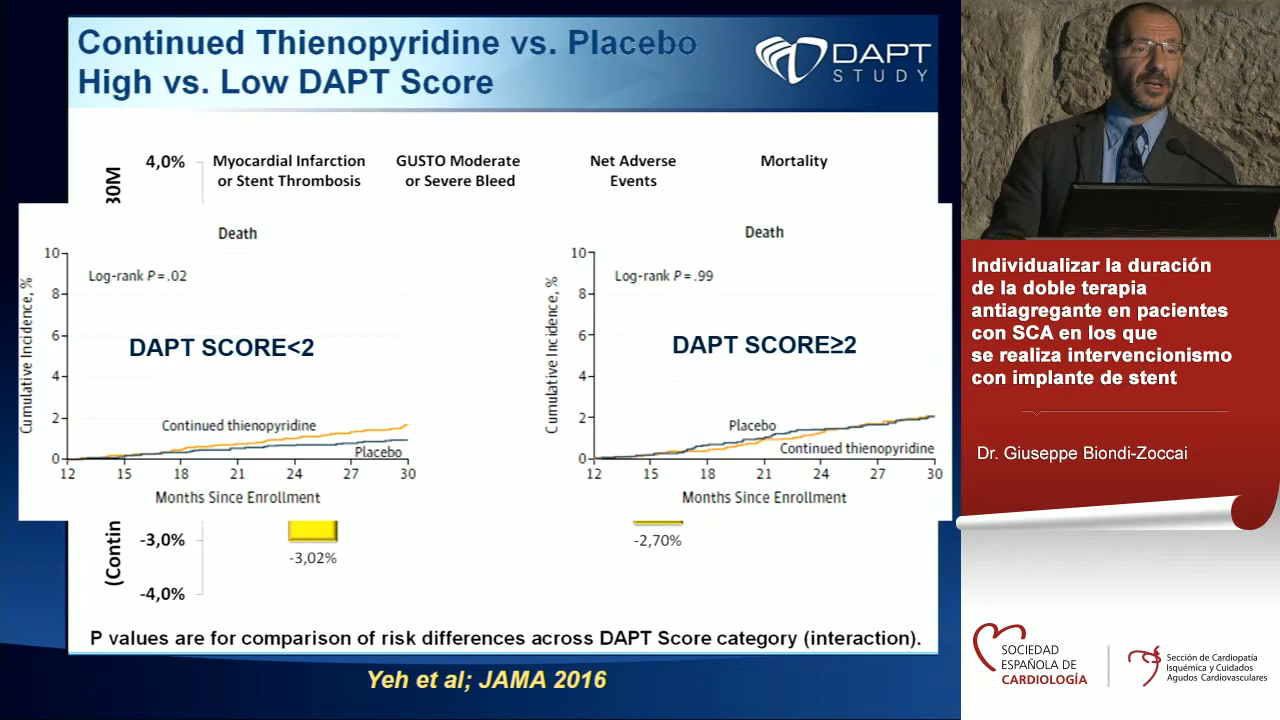 Continued Thienopyridine vs. Placebo
High vs. Low DAPT Score
DAPT
STUDY
4,0%
Myocardial Infarction
or Stent Thrombosis
GUSTO Moderate
or Severe Bleed
Net Adverse
Events
Mortality
30M
Death
Cumulative Incidence, %
10
8
6
4
2
0
Log-rank P = .02
DAPT SCORE<2
Continued thienopyridine
Placebo
12 15 18 21 24 27 30
Months Since Enrollment
Death
Cumulative Incidence, %
10
8
6
4
2
0
Log-rank P = .99
DAPT SCORE≥2
Placebo
Continued thienopyridine
12 15 18 21 24 27 30
Months Since Enrollment
(Contin
-3,0%
-4,0%
-3,02%
-2,70%
P values are for comparison of risk differences across DAPT Score category (interaction).
Yeh et al; JAMA 2016
Individualizar la duración
de la doble terapia
antiagregante en pacientes
con SCA en los que
se realiza intervencionismo
con implante de stent
Dr. Giuseppe Biondi-Zoccai
SOCIEDAD
ESPAÑOLA DE
CARDIOLOGÍA
Sección de Cardiopatía
Isquémica y Cuidados
Agudos Cardiovasculares